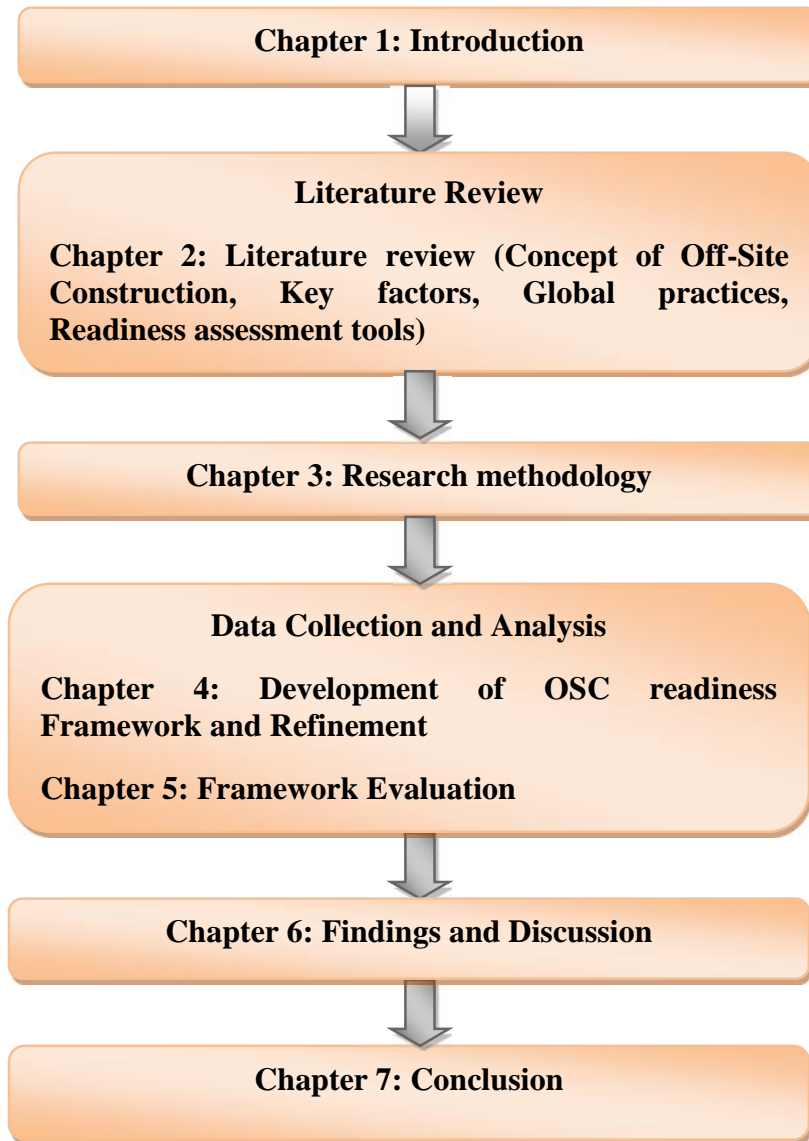 Chapter 1: Introduction
Literature Review
Chapter 2: Literature review (Concept of Off-Site
Construction, Key factors, Global practices,
Readiness assessment tools)
Chapter 3: Research methodology
Data Collection and Analysis
Chapter 4: Development of OSC readiness
Framework and Refinement
Chapter 5: Framework Evaluation
Chapter 6: Findings and Discussion
Chapter 7: Conclusion